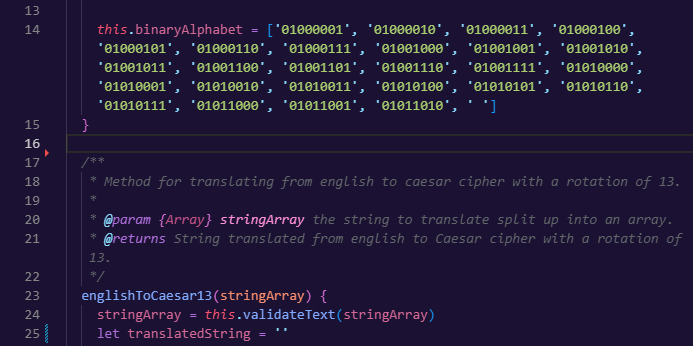 13
14 this.binaryAlphabet = ['01000001', '01000010', '01000011', '01000100',
'01000101', '01000110', '01000111', '01001000', '01001001', '01001010',
'01001011', '01001100', '01001101', '01001110', '01001111', '01010000',
'01010001', '01010010', '01010011', '01010100', '01010101', '01010110',
'01010111', '01011000', '01011001', '01011010', ' ']
15 }
16
17 /**
18 * Method for translating from english to caesar cipher with a rotation of 13.
19 *
20 * @param {Array} stringArray the string to translate split up into an array.
21 * @returns String translated from english to Caesar cipher with a rotation of
13.
22 */
23 englishToCaesar13(stringArray) {
24 stringArray = this.validateText(stringArray)
25 let translatedString = ''